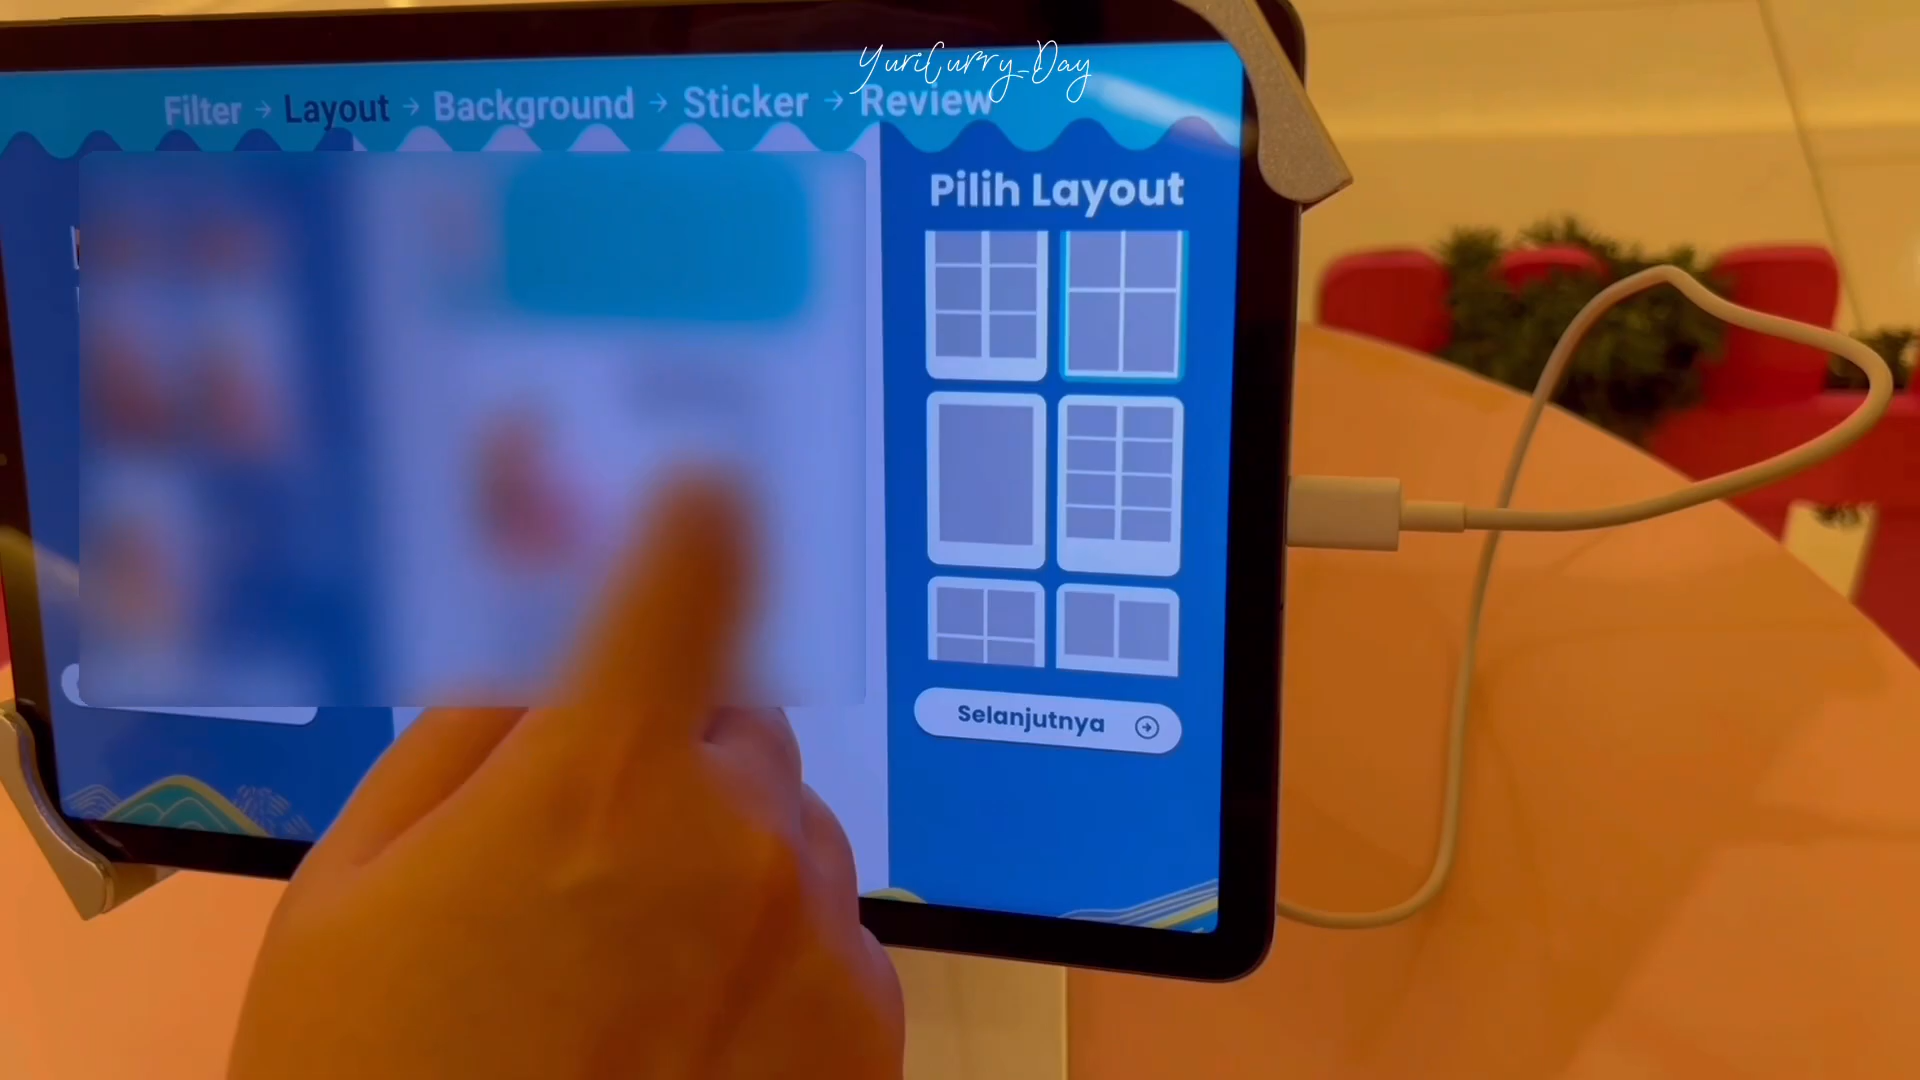 YuriCurry_Day
Filter → Layout → Background → Sticker → Review
Pilih Layout
Selanjutnya